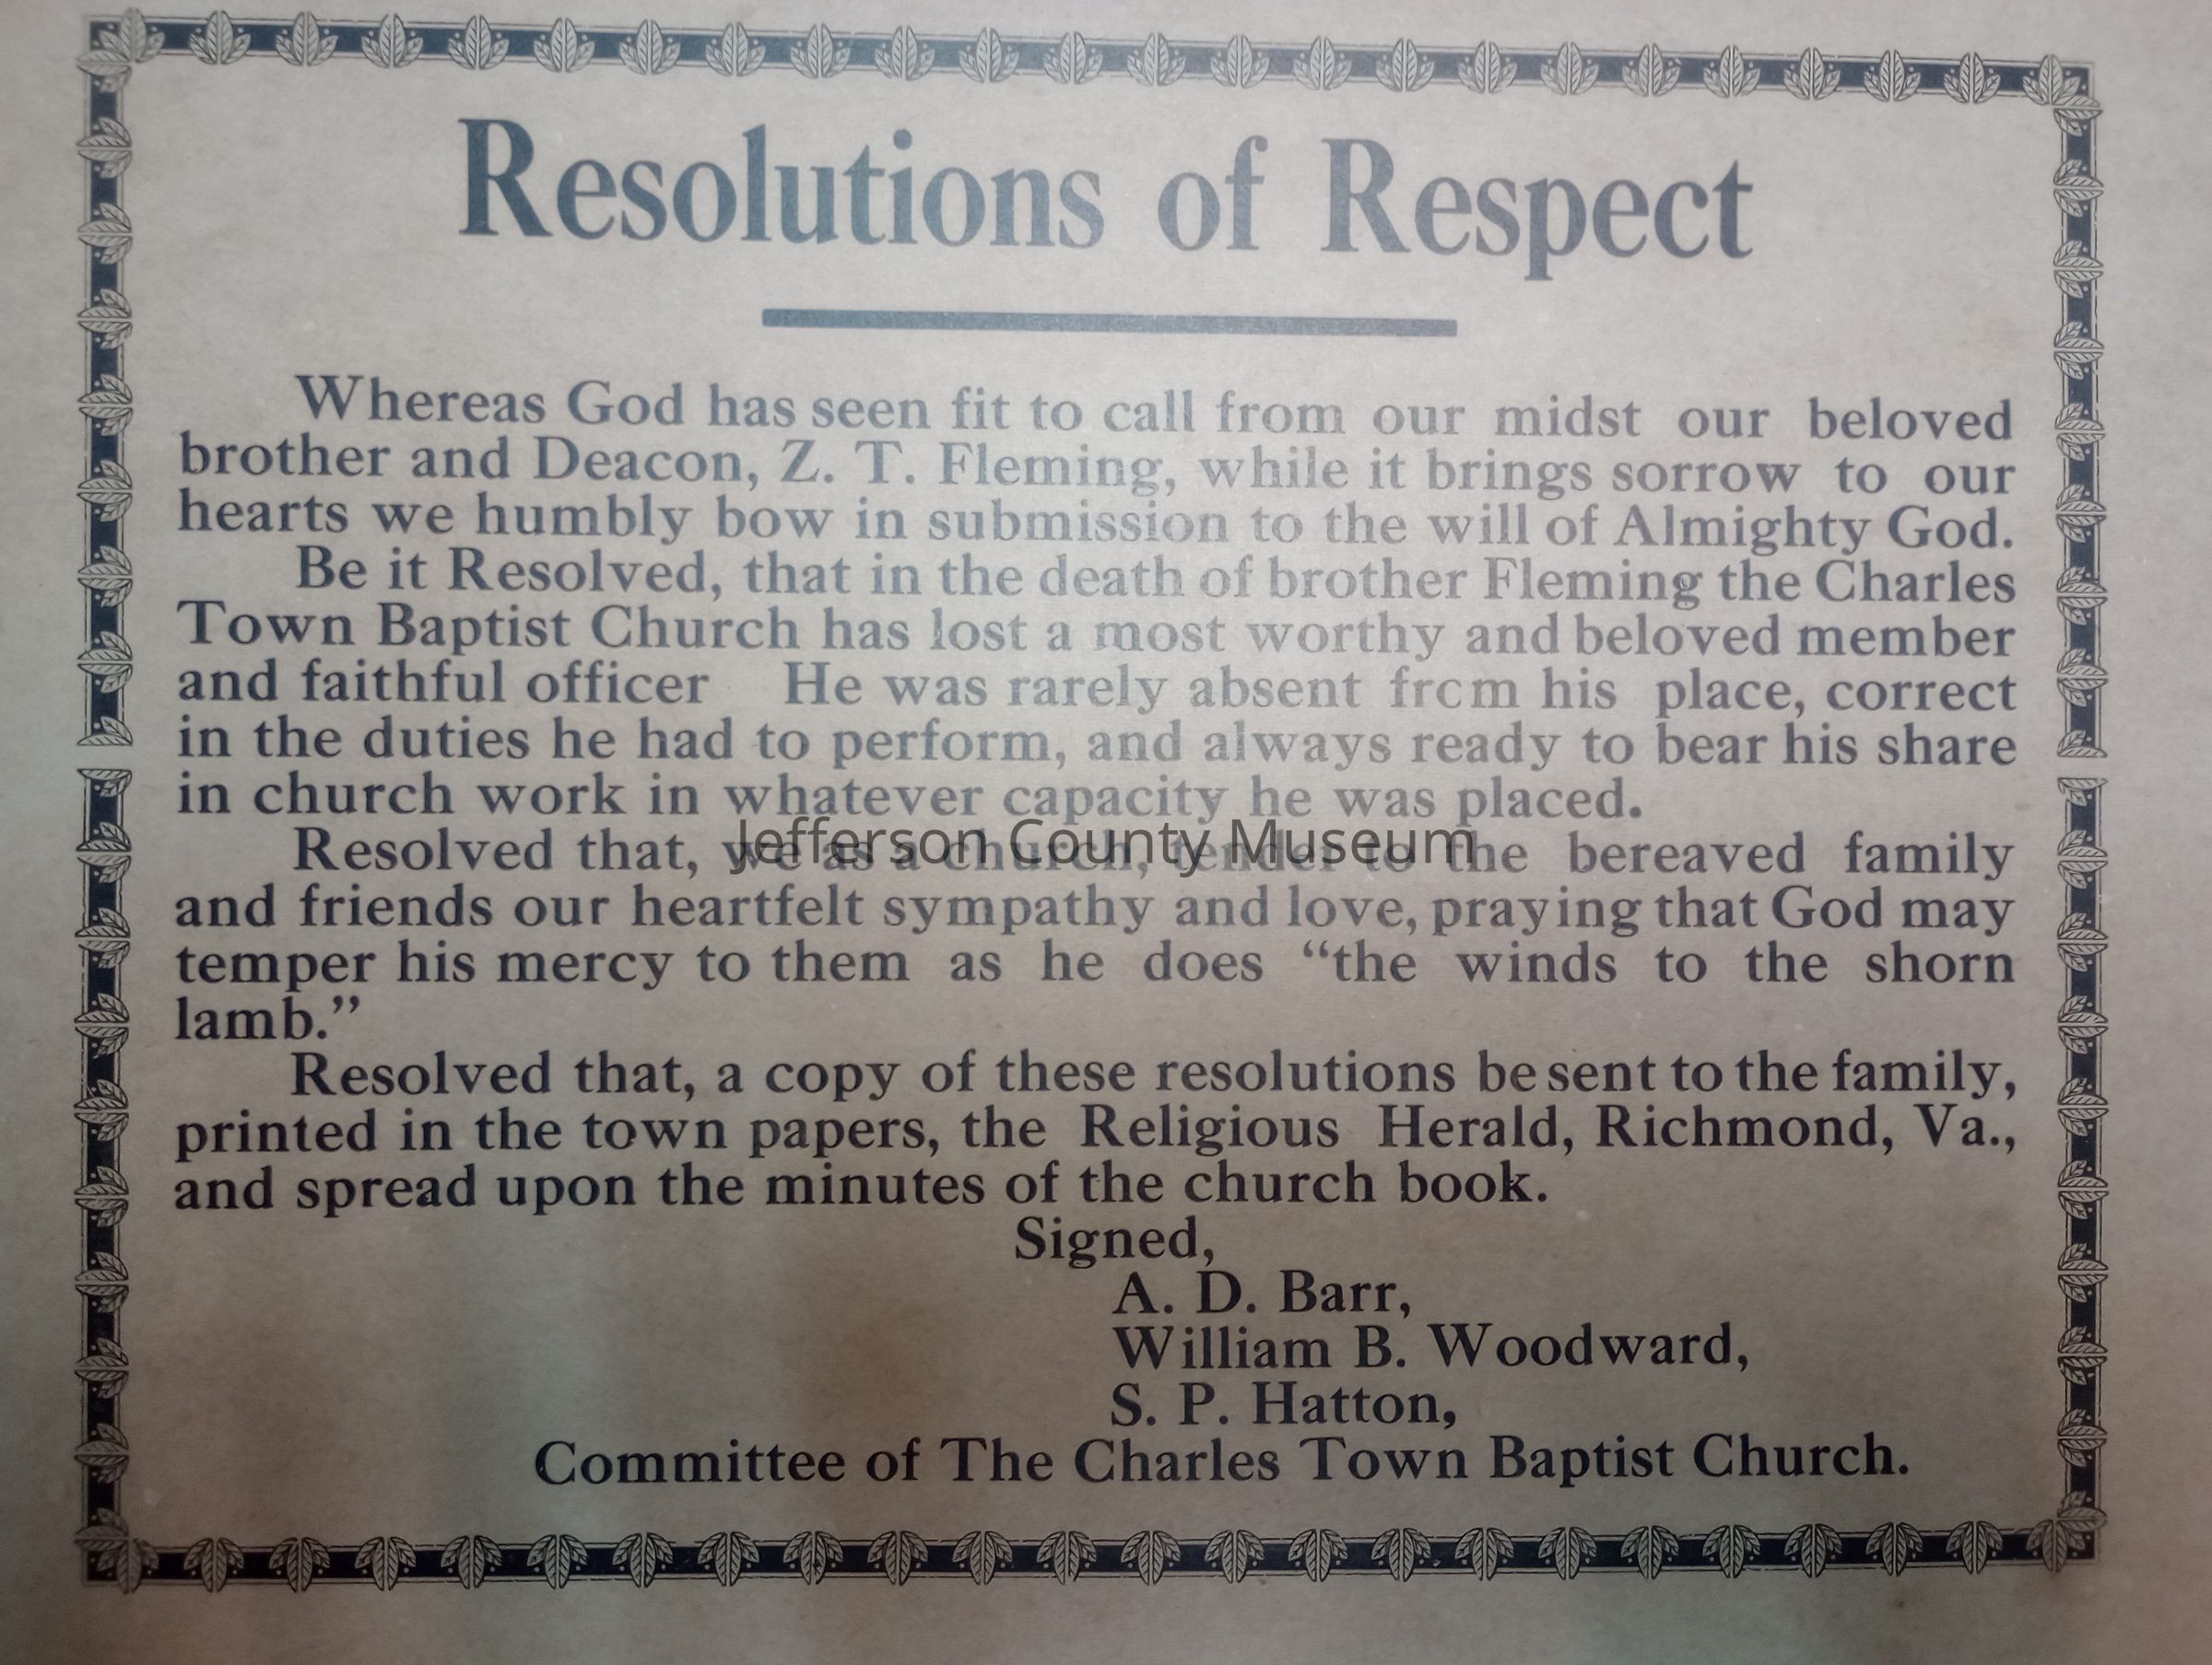 Resolutions of Respect
Whereas God has seen fit to call from our midst our beloved
brother and Deacon, Z. T. Fleming, while it brings sorrow to our
hearts we humbly bow in submission to the will of Almighty God.
Be it Resolved, that in the death of brother Fleming the Charles
Town Baptist Church has lost a most worthy and beloved member
and faithful officer He was rarely absent frcm his place, correct
in the duties he had to perform, and always ready to bear his share
in church work in whatever capacity he was placed.
Resolved that, we as a church, tender to the bereaved family
Jefferson County Museum
and friends our heartfelt sympathy and love, praying that God may
temper his mercy to them as he does “the winds to the shorn
lamb.”
Resolved that, a copy of these resolutions be sent to the family,
printed in the town papers, the Religious Herald, Richmond, Va.,
and spread upon the minutes of the church book.
Signed,
A. D. Barr,
William B. Woodward,
S. P. Hatton,
Committee of The Charles Town Baptist Church.